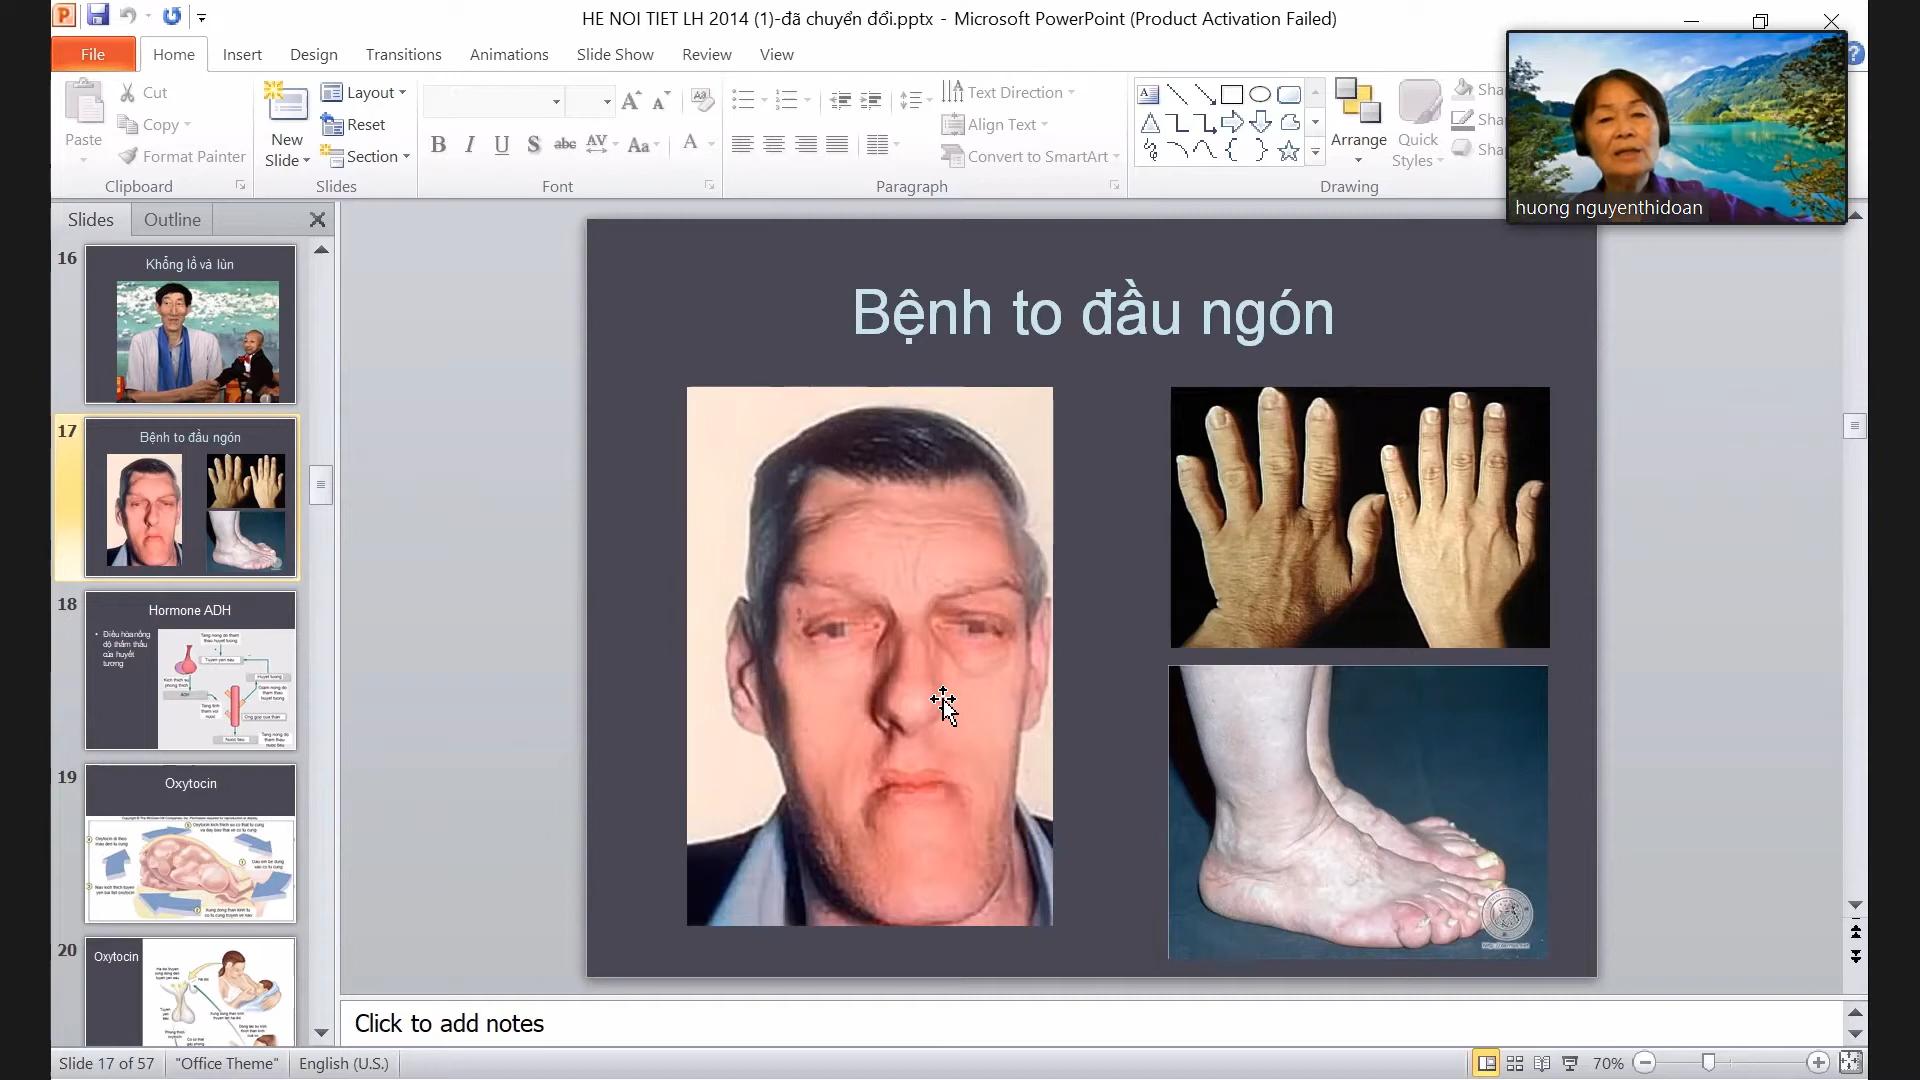 HE NOI TIET LH 2014 (1)-đã chuyển đổi.pptx - Microsoft PowerPoint (Product Activation Failed)
File Home Insert Design Transitions Animations Slide Show Review View
Paste
Cut
Copy
Format Painter
Clipboard
New Slide
Layout
Reset
Section
Slides
B I U S abc AV Aa A
Font
Text Direction
Align Text
Convert to SmartArt
Paragraph
Arrange
Quick Styles
Sha
Sha
Sha
Drawing
huong nguyenthidoan
Slides Outline
16
Khổng lồ và lùn
17
Bệnh to đầu ngón
18
Hormone ADH
• Điều hòa nồng
độ thẩm thấu
của huyết
tương
19
Oxytocin
20
Oxytocin
Bệnh to đầu ngón
Click to add notes
Slide 17 of 57 "Office Theme" English (U.S.) 70%